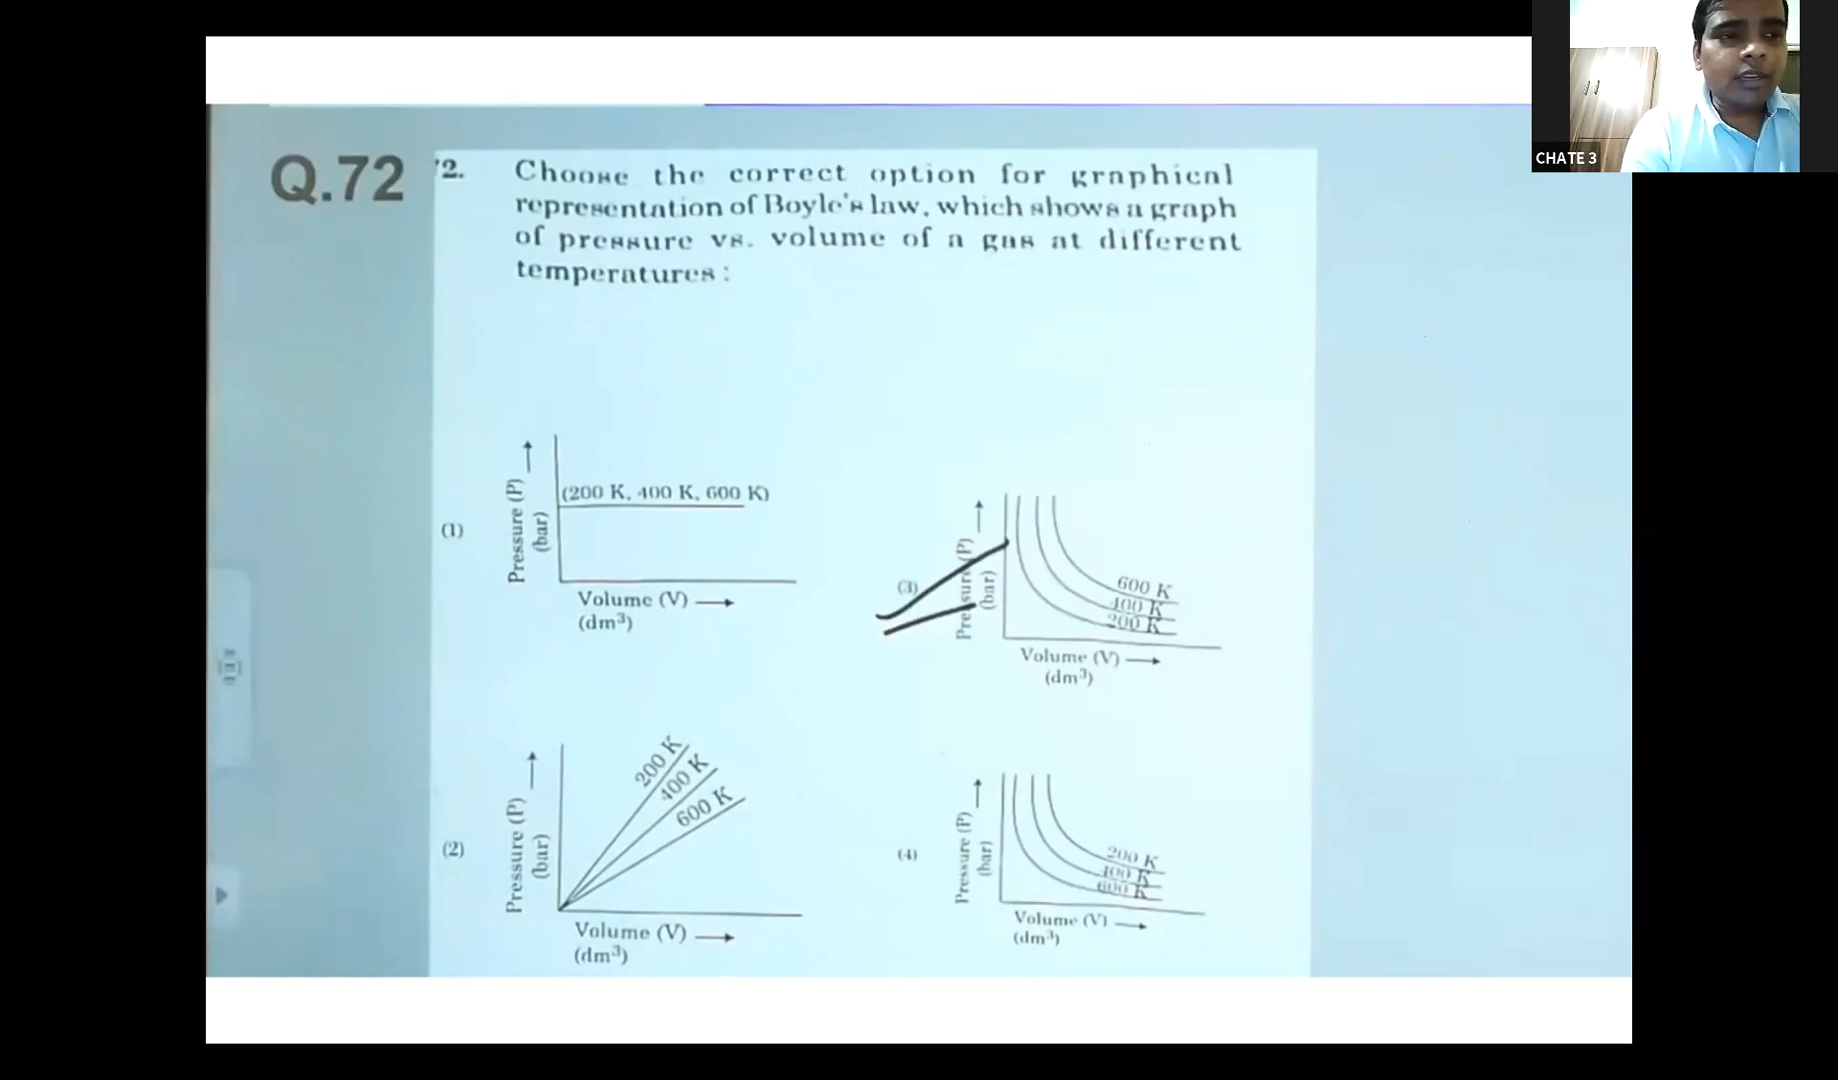 CHATE 3
Q.72
'2. Choose the correct option for graphical
representation of Boyle's law, which shows a graph
of pressure vs. volume of a gas at different
temperatures :
(1)
Pressure (P)
(bar)
(200 K, 400 K, 600 K)
Volume (V)
(dm³)
(3)
Pressure (P)
(bar)
600 K
400 K
200 K
Volume (V)
(dm³)
(2)
Pressure (P)
(bar)
200 K
400 K
600 K
Volume (V)
(dm³)
(4)
Pressure (P)
(bar)
200 K
400 K
600 K
Volume (V)
(dm³)